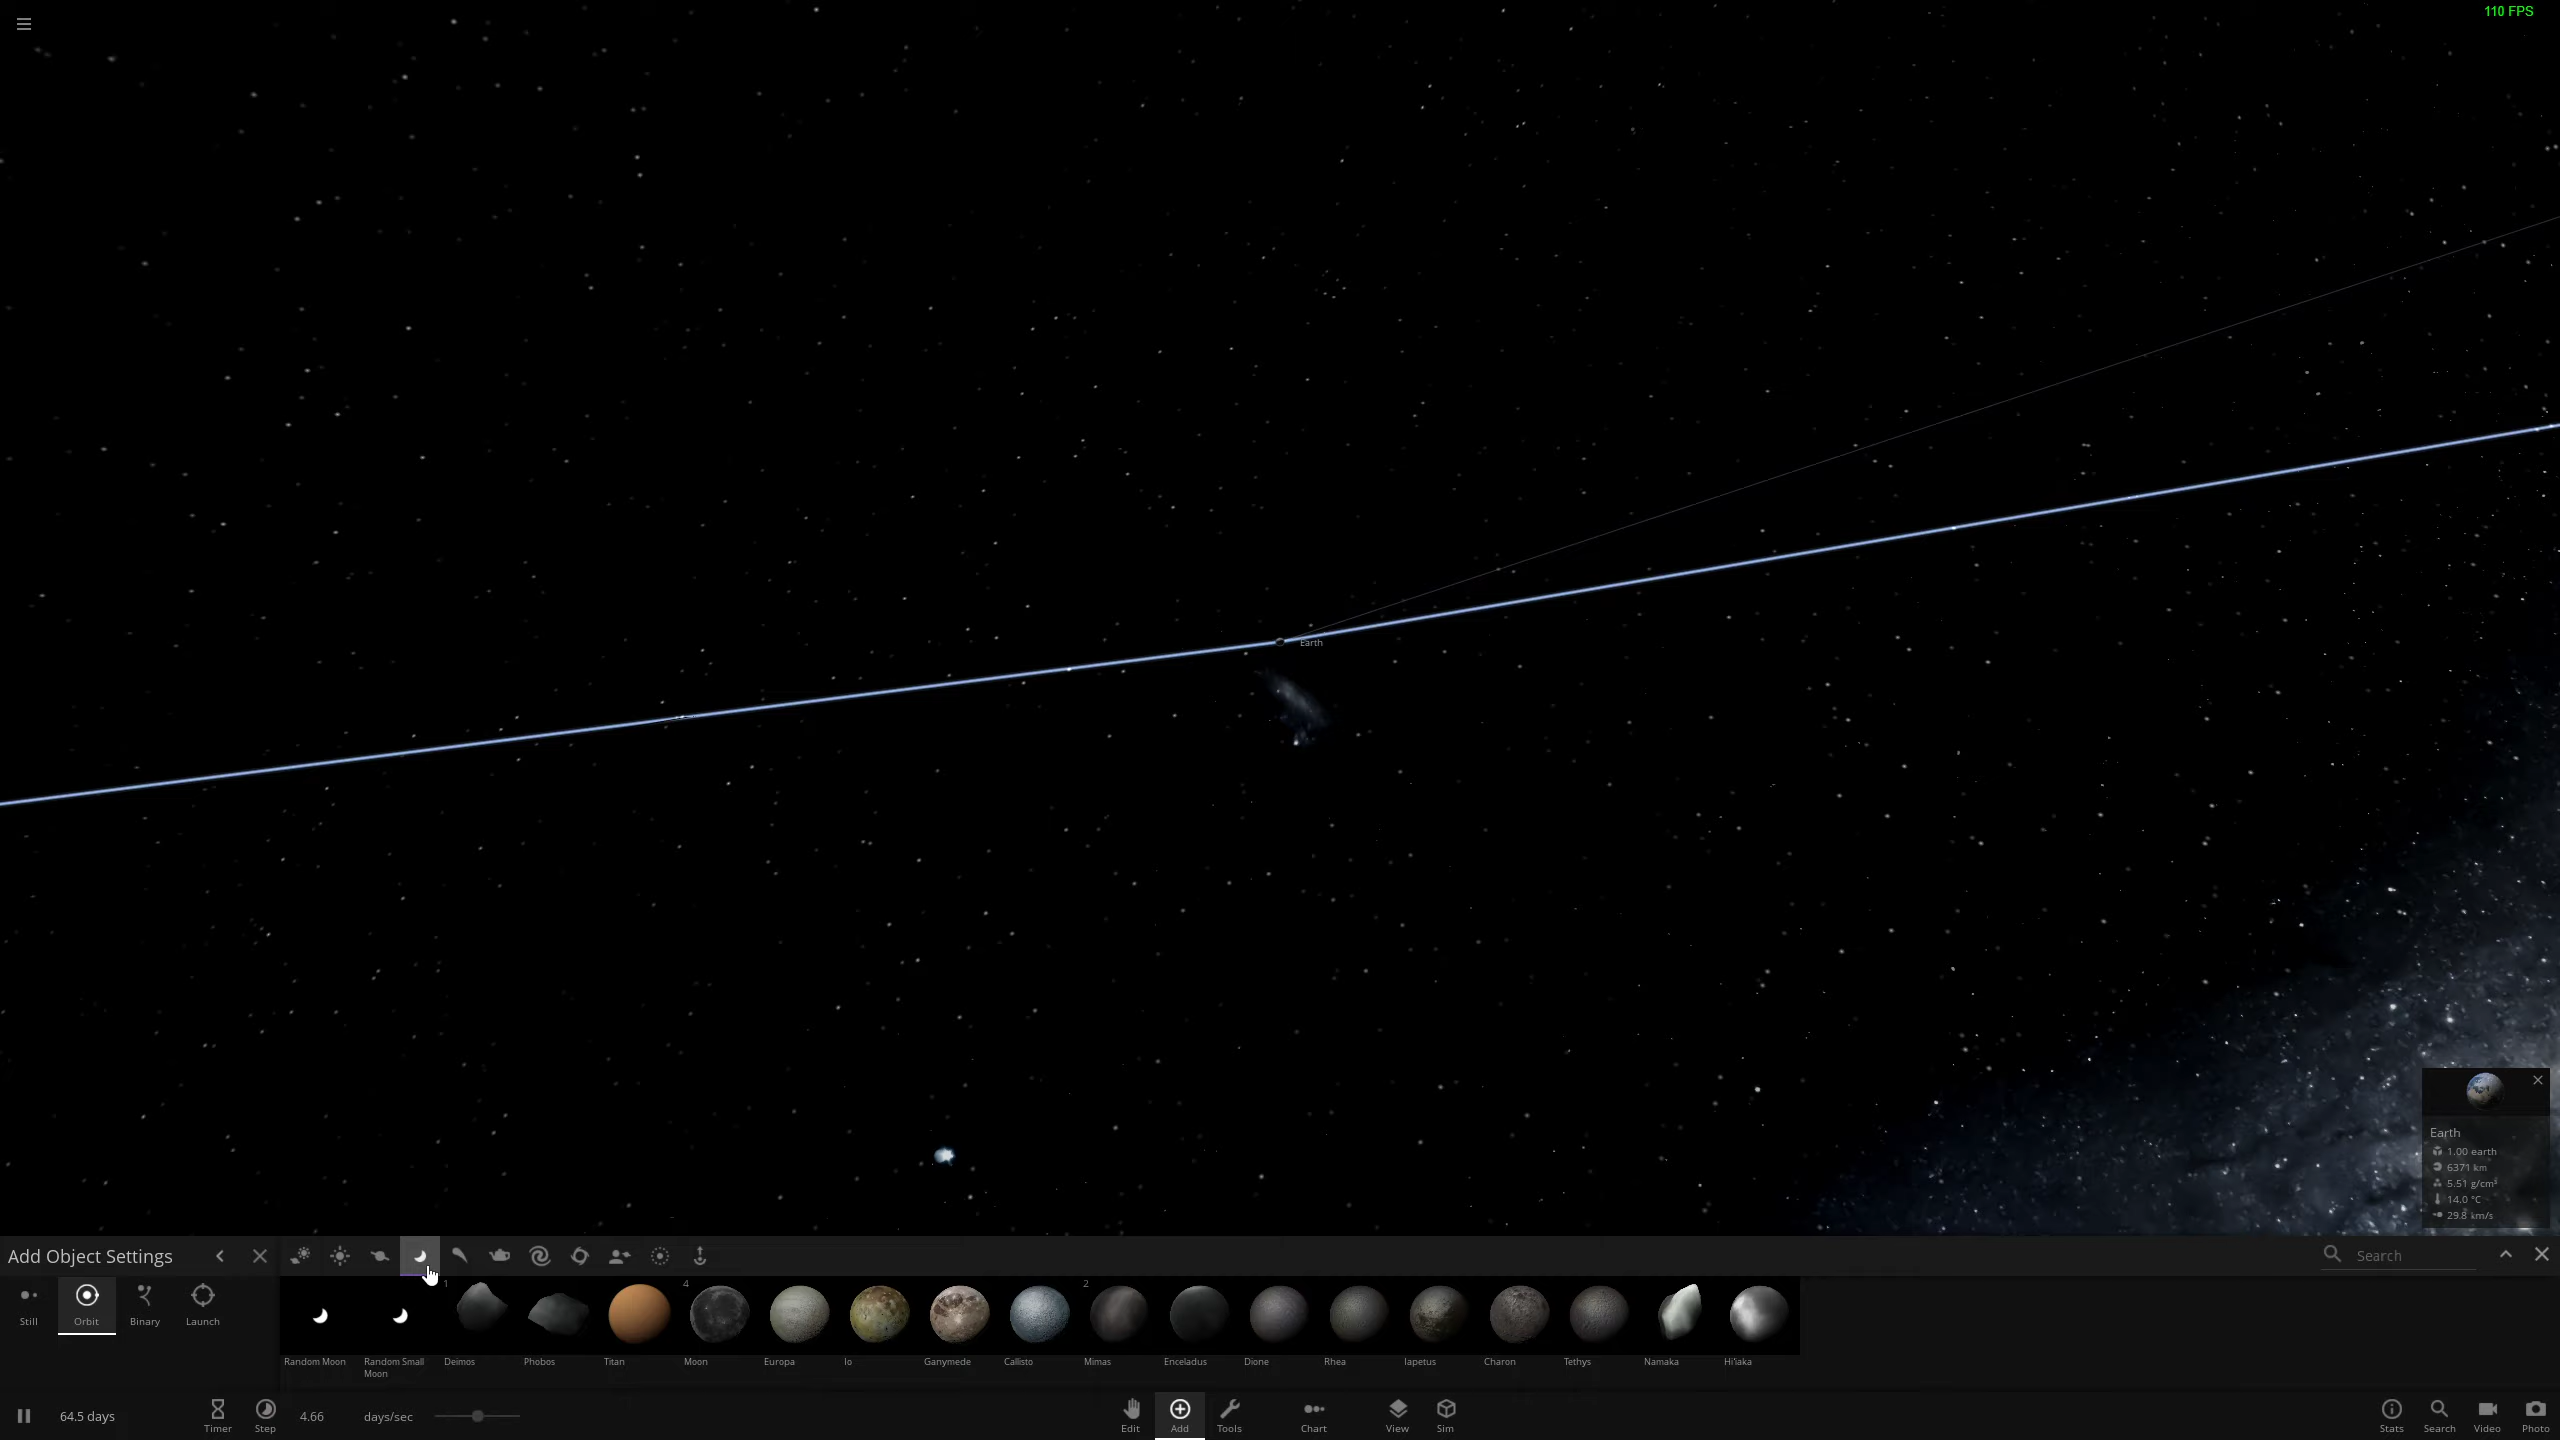 110 FPS
Earth
Earth
1.00 earth
6371 km
5.51 g/cm³
14.0 °C
29.8 km/s
Add Object Settings
Search
Still
Orbit
Binary
Launch
1
4
2
Random Moon
Random Small
Moon
Deimos
Phobos
Titan
Moon
Europa
Io
Ganymede
Callisto
Mimas
Enceladus
Dione
Rhea
Iapetus
Charon
Tethys
Namaka
Hi'iaka
64.5 days
Timer
Step
4.66
days/sec
Edit
Add
Tools
Chart
View
Sim
Stats
Search
Video
Photo